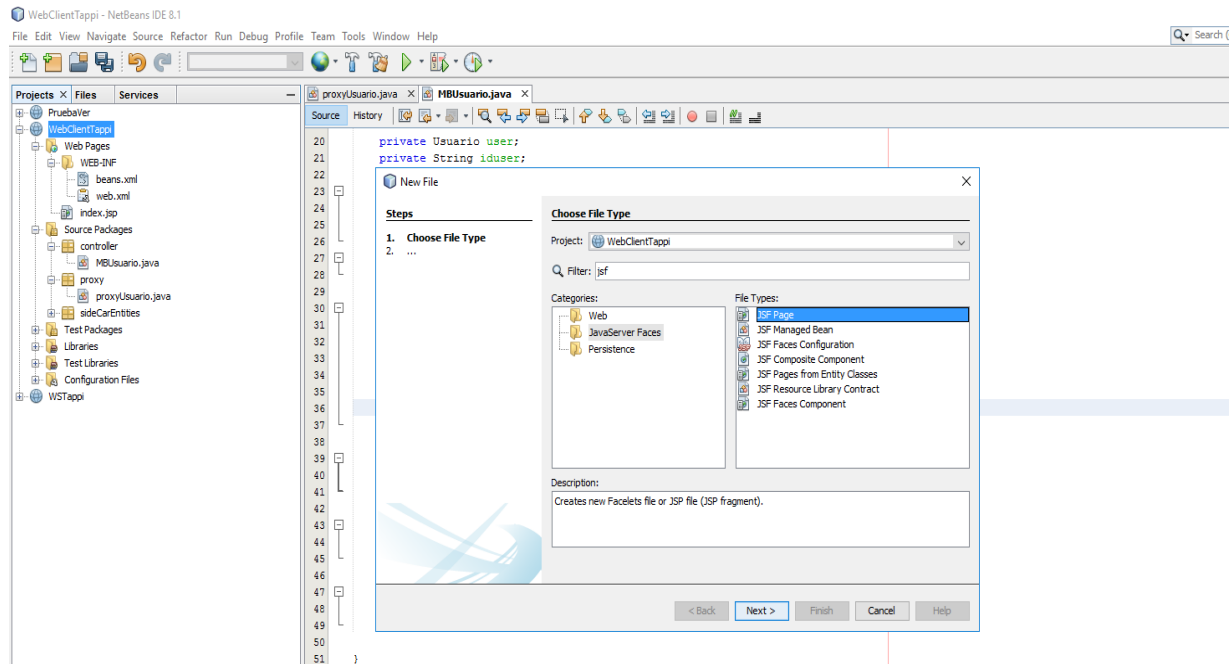 WebClientTappi - NetBeans IDE 8.1
File Edit View Navigate Source Refactor Run Debug Profile Team Tools Window Help
Search (
Projects × Files Services
PruebaVer
WebClientTappi
Web Pages
WEB-INF
beans.xml
web.xml
index.jsp
Source Packages
controller
MBUsuario.java
proxy
proxyUsuario.java
sideCarEntities
Test Packages
Libraries
Test Libraries
Configuration Files
WSTappi
proxyUsuario.java × MBUsuario.java ×
Source History
20 private Usuario user;
21 private String iduser;
22
23
24
25
26
27
28
29
30
31
32
33
34
35
36
37
38
39
40
41
42
43
44
45
46
47
48
49
50
51 }
New File
Steps
1. Choose File Type
2. ...
Choose File Type
Project: WebClientTappi
Filter: jsf
Categories:
Web
JavaServer Faces
Persistence
File Types:
JSF Page
JSF Managed Bean
JSF Faces Configuration
JSF Composite Component
JSF Pages from Entity Classes
JSF Resource Library Contract
JSF Faces Component
Description:
Creates new Facelets file or JSP file (JSP fragment).
< Back Next > Finish Cancel Help